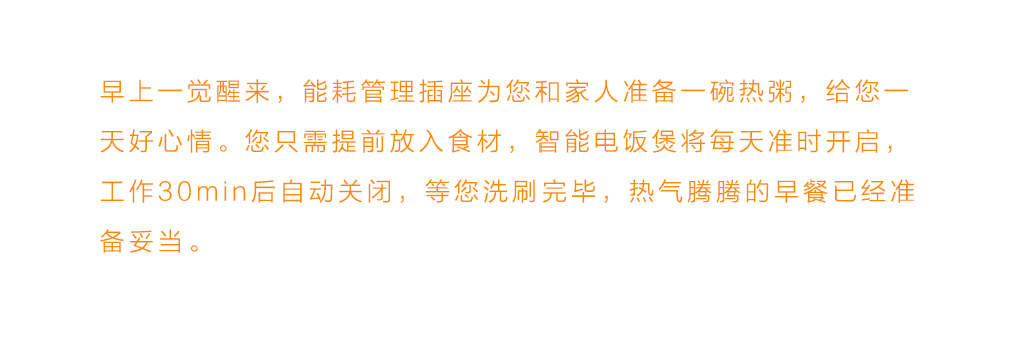 早上一觉醒来，能耗管理插座为您和家人准备一碗热粥，给您一
天好心情。您只需提前放入食材，智能电饭煲将每天准时开启，
工作30min后自动关闭，等您洗刷完毕，热气腾腾的早餐已经准
备妥当。